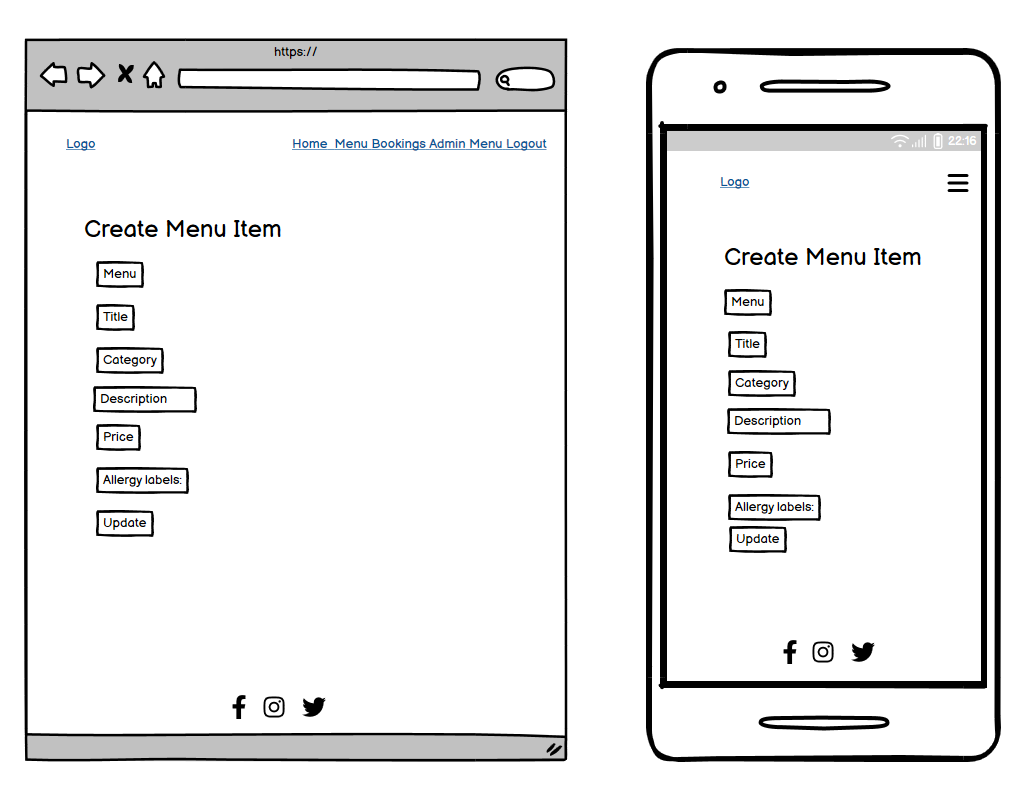 https://
Logo
Home Menu Bookings Admin Menu Logout
Create Menu Item
Menu
Title
Category
Description
Price
Allergy labels:
Update
22:16
Logo
Create Menu Item
Menu
Title
Category
Description
Price
Allergy labels:
Update